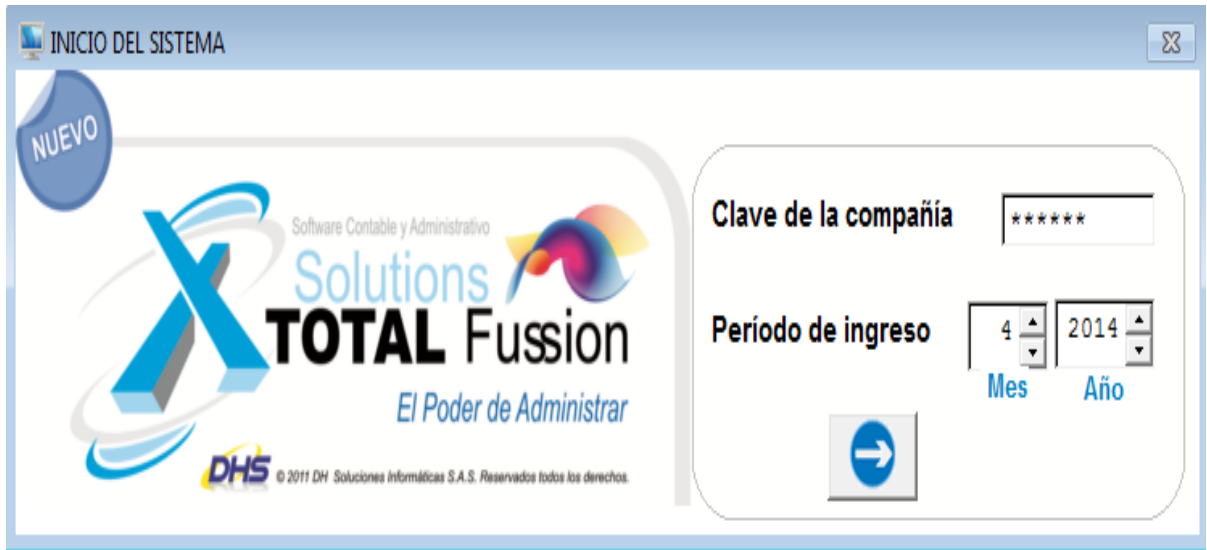 INICIO DEL SISTEMA
NUEVO
Software Contable y Administrativo
Solutions
X TOTAL Fussion
El Poder de Administrar
DHS © 2011 DH Soluciones Informáticas S.A.S. Reservados todos los derechos.
Clave de la compañía ******
Período de ingreso 4 2014
Mes Año